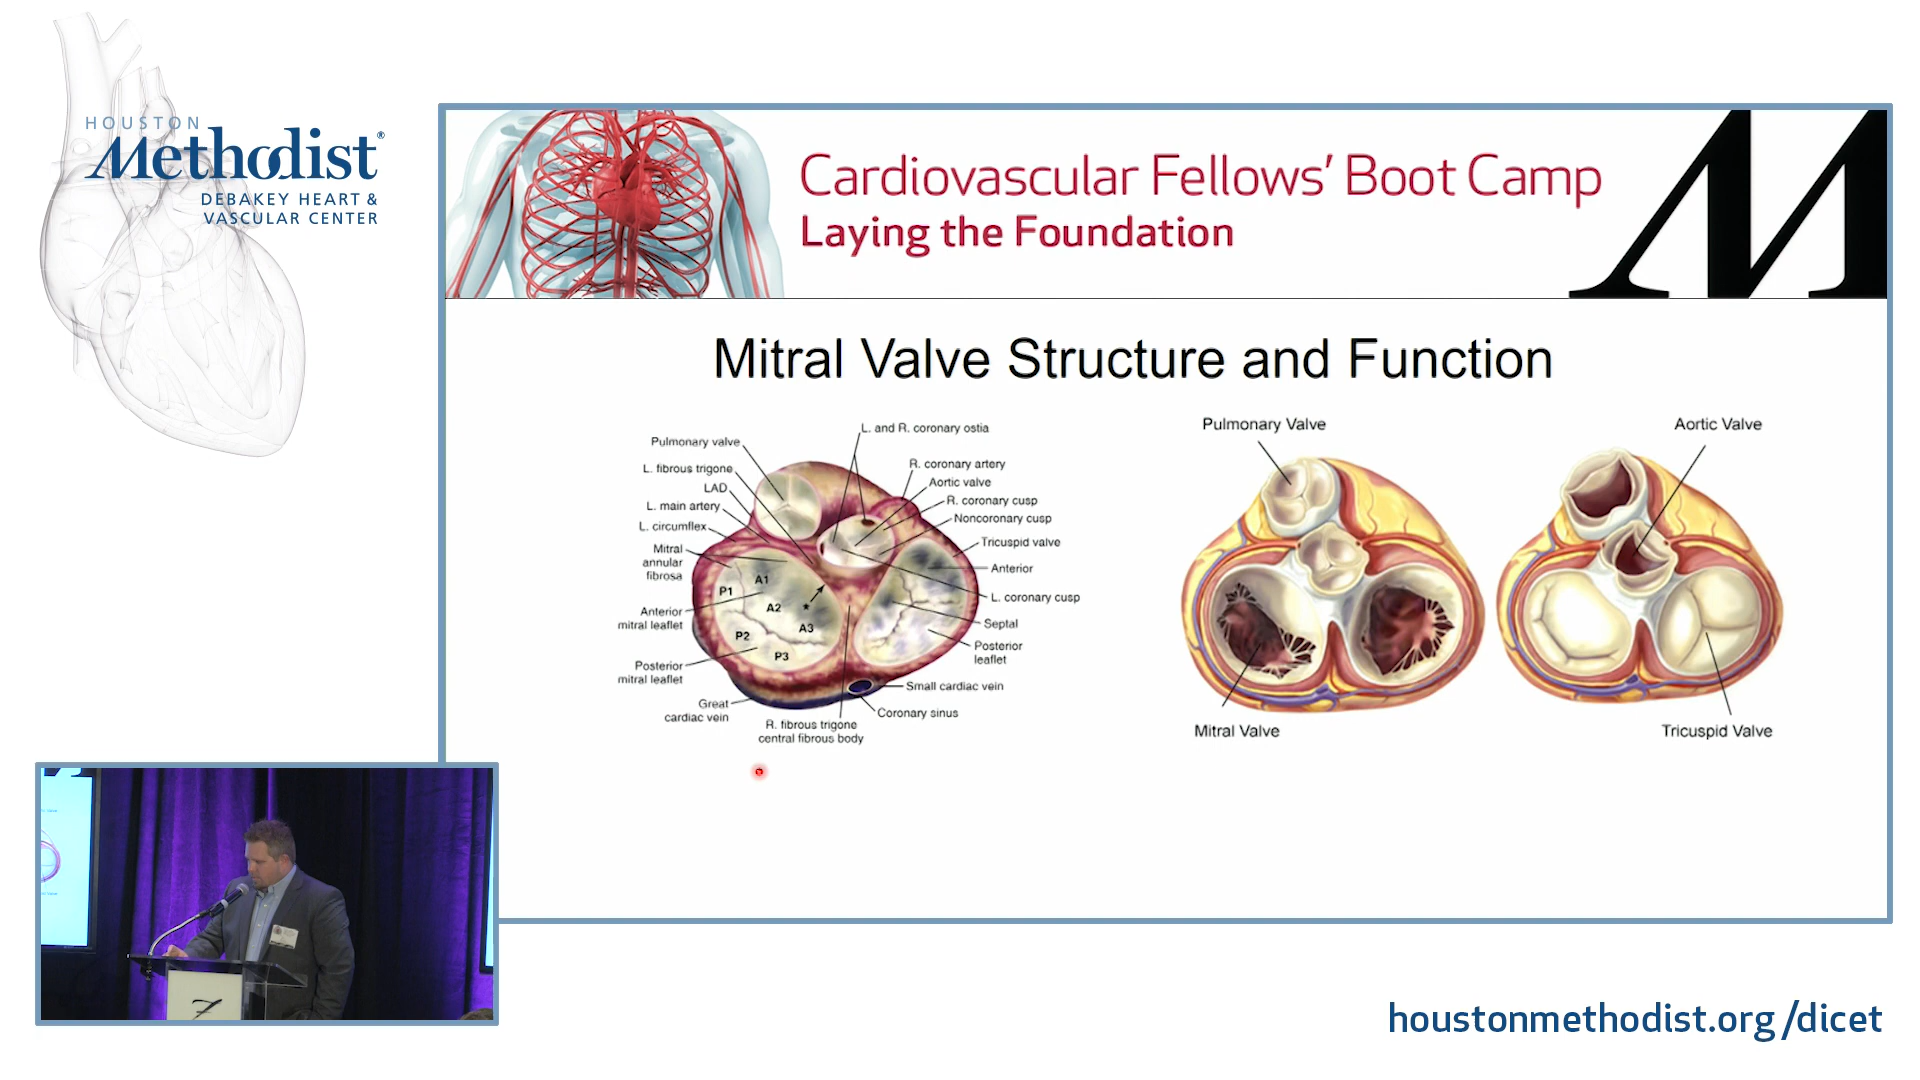 HOUSTON
Methodist®
DEBAKEY HEART &
VASCULAR CENTER
Cardiovascular Fellows' Boot Camp
Laying the Foundation
M
Mitral Valve Structure and Function
Pulmonary valve
L. fibrous trigone
LAD
L. main artery
L. circumflex
Mitral
annular
fibrosa
Anterior
mitral leaflet
Posterior
mitral leaflet
Great
cardiac vein
R. fibrous trigone
central fibrous body
L. and R. coronary ostia
R. coronary artery
Aortic valve
R. coronary cusp
Noncoronary cusp
Tricuspid valve
Anterior
L. coronary cusp
Septal
Posterior
leaflet
Small cardiac vein
Coronary sinus
A1
P1
A2
A3
P2
P3
Pulmonary Valve
Mitral Valve
Aortic Valve
Tricuspid Valve
houstonmethodist.org/dicet